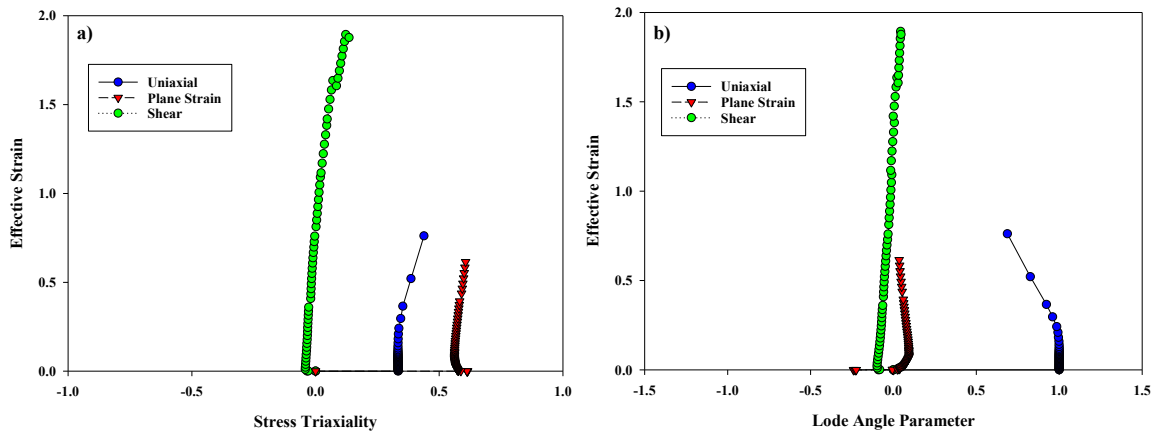 a)
2.0
1.5
1.0
0.5
0.0
Effective Strain
Uniaxial
Plane Strain
Shear
-1.0 -0.5 0.0 0.5 1.0
Stress Triaxiality
b)
2.0
1.5
1.0
0.5
0.0
Effective Strain
Uniaxial
Plane Strain
Shear
-1.5 -1.0 -0.5 0.0 0.5 1.0 1.5
Lode Angle Parameter